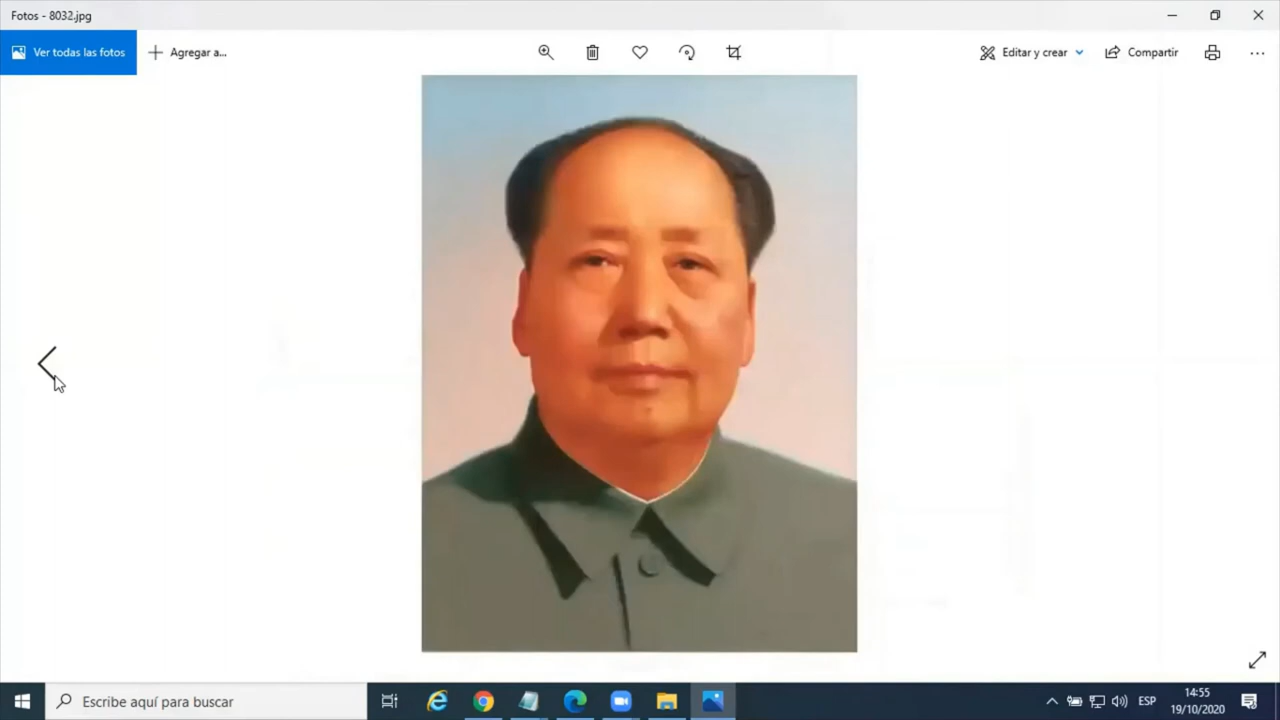 Fotos - 8032.jpg
Ver todas las fotos
Agregar a...
Editar y crear
Compartir
Escribe aquí para buscar
ESP
14:55
19/10/2020